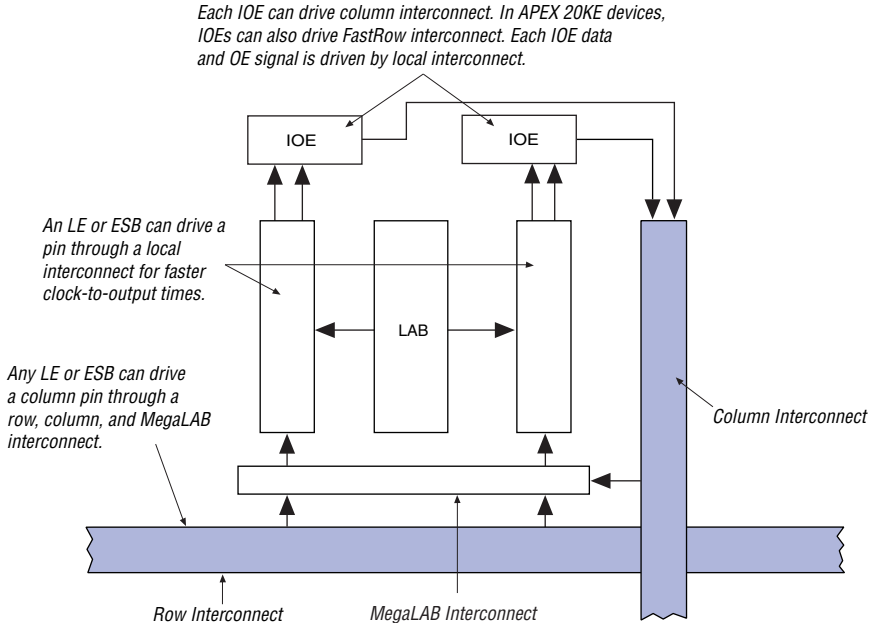 Each IOE can drive column interconnect. In APEX 20KE devices,
IOEs can also drive FastRow interconnect. Each IOE data
and OE signal is driven by local interconnect.
IOE
IOE
An LE or ESB can drive a
pin through a local
interconnect for faster
clock-to-output times.
LAB
Any LE or ESB can drive
a column pin through a
row, column, and MegaLAB
interconnect.
Column Interconnect
Row Interconnect
MegaLAB Interconnect